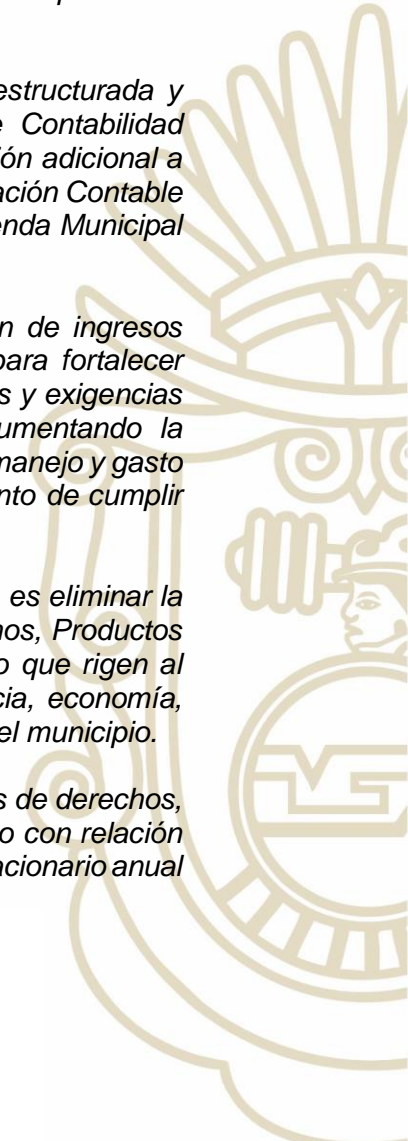 estructurada y
Contabilidad
ión adicional a
ación Contable
enda Municipal
n de ingresos
para fortalecer
s y exigencias
umentando la
manejo y gasto
nto de cumplir
es eliminar la
nos, Productos
o que rigen al
cia, economía,
el municipio.
s de derechos,
o con relación
acionario anual